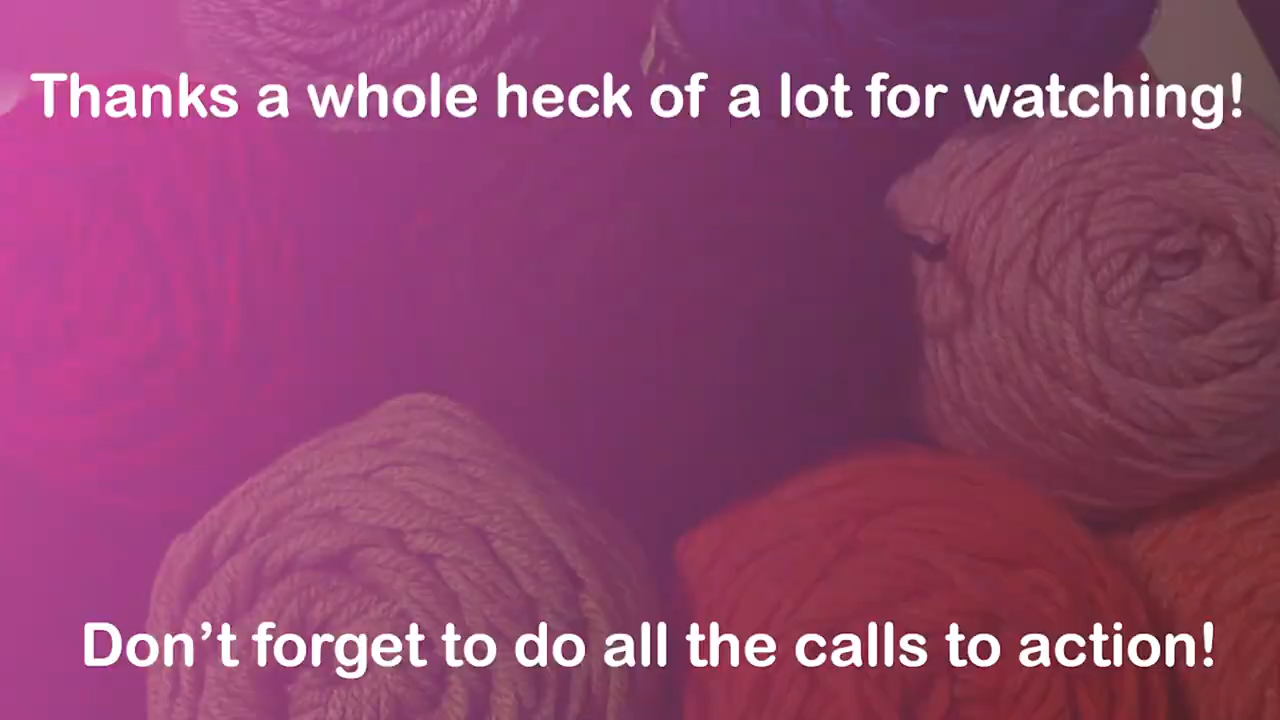 Thanks a whole heck of a lot for watching!
Don’t forget to do all the calls to action!